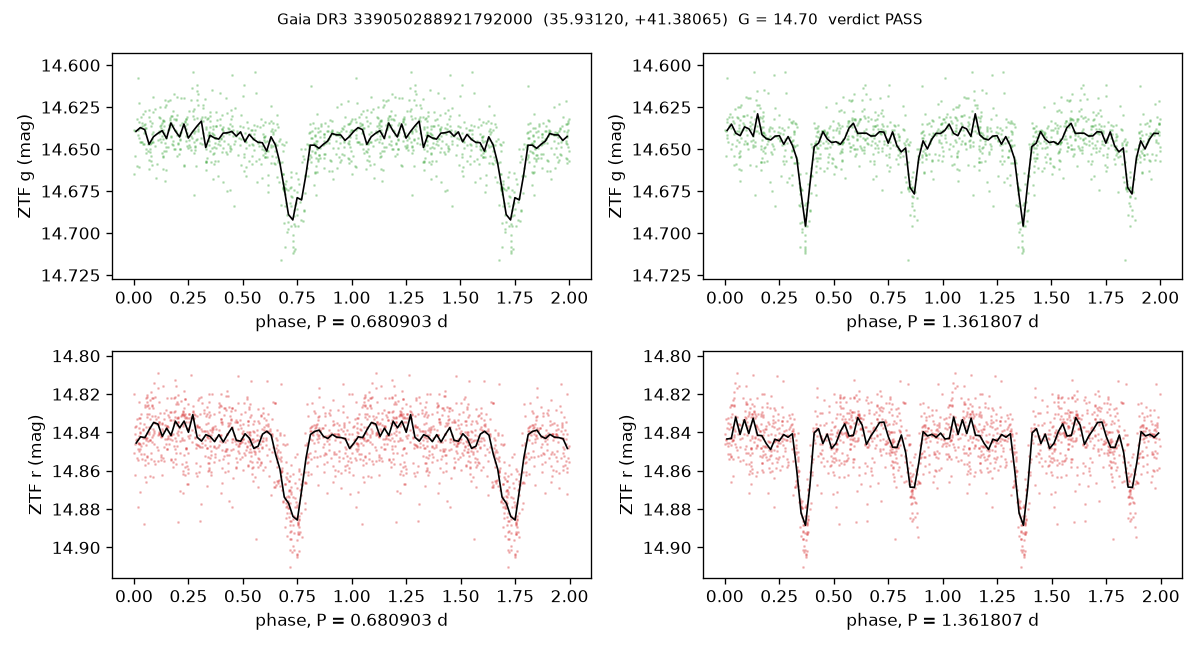 Gaia DR3 339050288921792000  (35.93120, +41.38065)  G = 14.70  verdict PASS
ZTF g (mag)
14.600
14.625
14.650
14.675
14.700
14.725
0.00 0.25 0.50 0.75 1.00 1.25 1.50 1.75 2.00
phase, P = 0.680903 d
ZTF g (mag)
14.600
14.625
14.650
14.675
14.700
14.725
0.00 0.25 0.50 0.75 1.00 1.25 1.50 1.75 2.00
phase, P = 1.361807 d
ZTF r (mag)
14.80
14.82
14.84
14.86
14.88
14.90
0.00 0.25 0.50 0.75 1.00 1.25 1.50 1.75 2.00
phase, P = 0.680903 d
ZTF r (mag)
14.80
14.82
14.84
14.86
14.88
14.90
0.00 0.25 0.50 0.75 1.00 1.25 1.50 1.75 2.00
phase, P = 1.361807 d